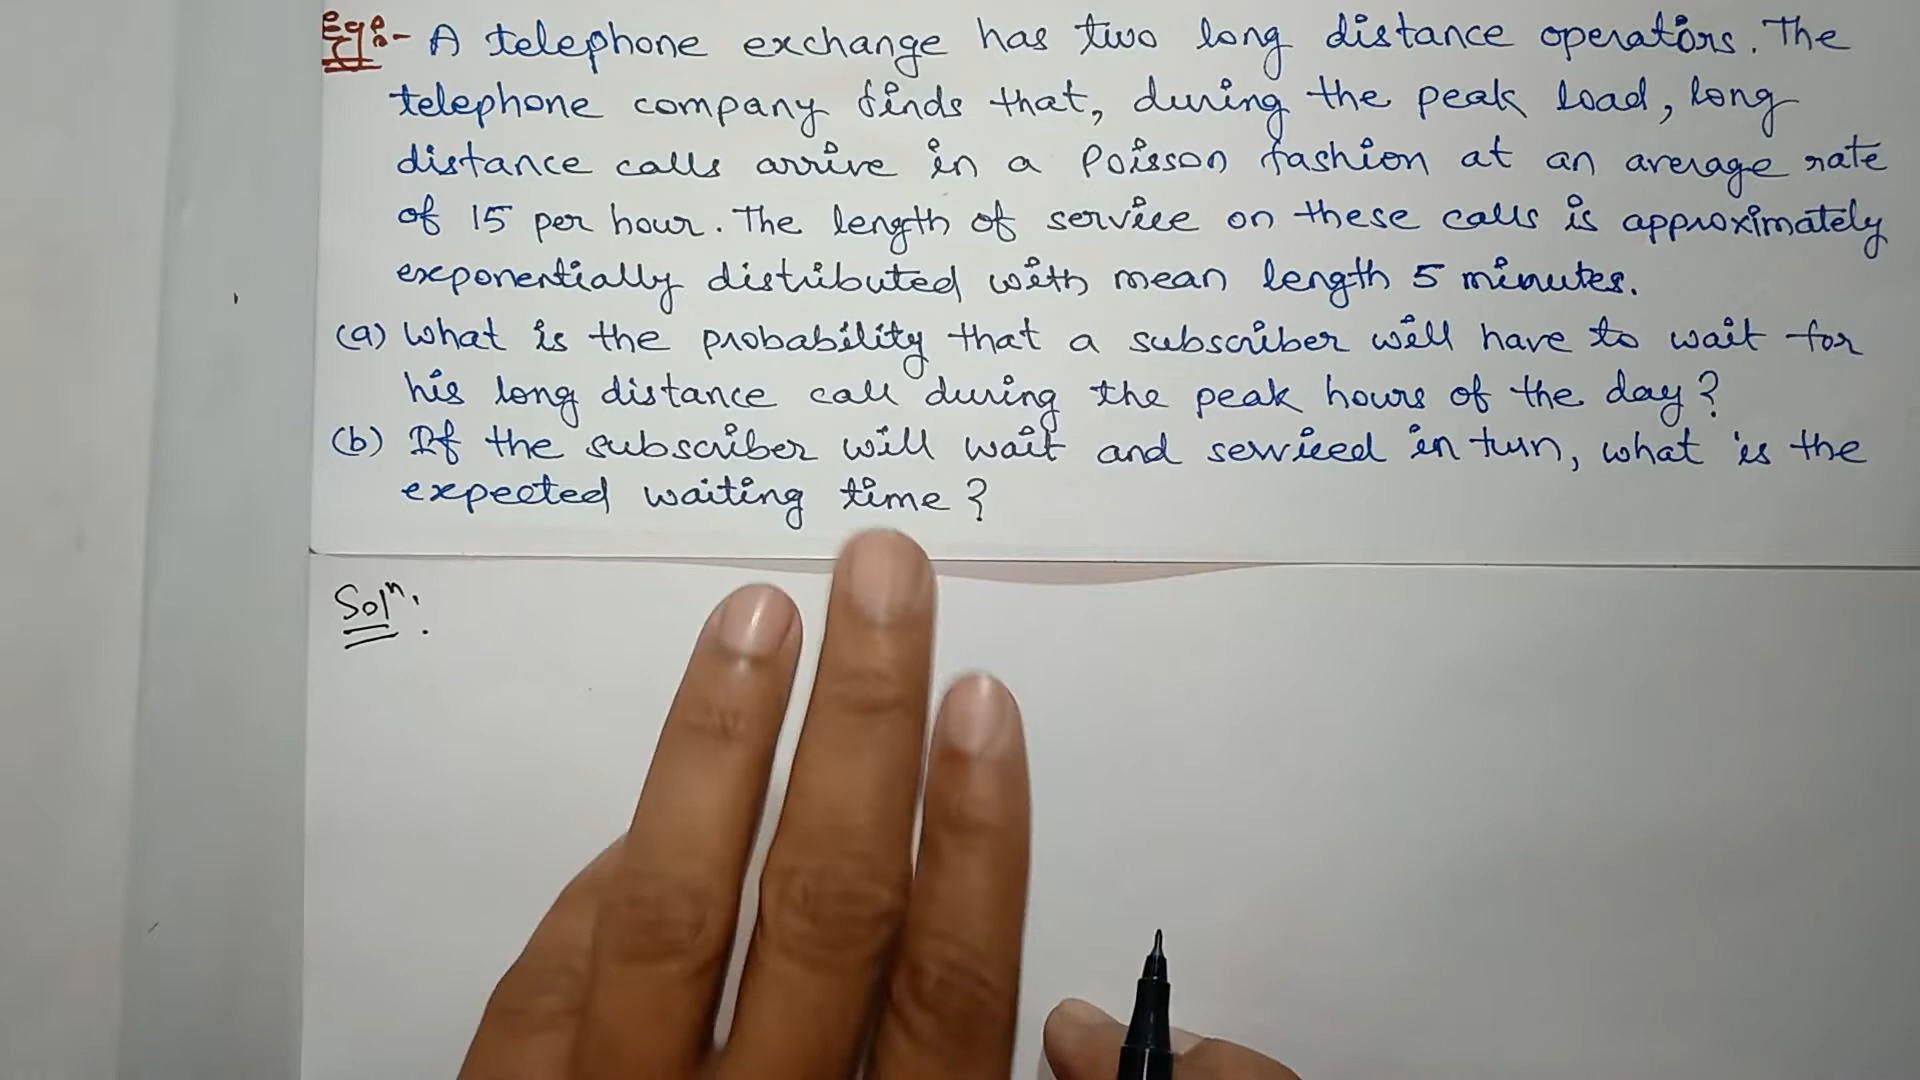 Eg:- A telephone exchange has two long distance operators. The
telephone company finds that, during the peak load, long
distance calls arrive in a Poisson fashion at an average rate
of 15 per hour. The length of service on these calls is approximately
exponentially distributed with mean length 5 minutes.
(a) What is the probability that a subscriber will have to wait for
his long distance call during the peak hours of the day?
(b) If the subscriber will wait and serviced in turn, what is the
expected waiting time?
Solⁿ: